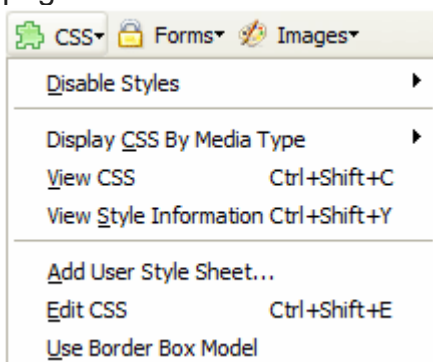 CSS Forms Images
Disable Styles
Display CSS By Media Type
View CSS Ctrl+Shift+C
View Style Information Ctrl+Shift+Y
Add User Style Sheet...
Edit CSS Ctrl+Shift+E
Use Border Box Model